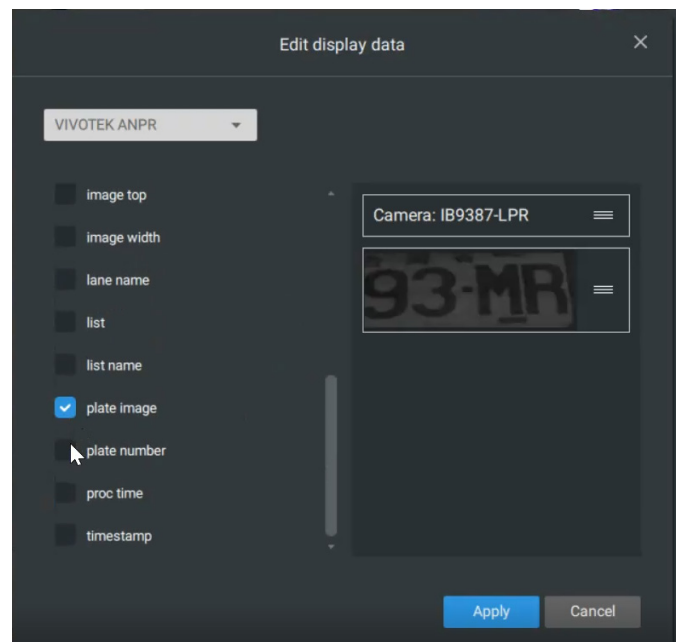 Edit display data
VIVOTEK ANPR
image top
image width
lane name
list
list name
plate image
plate number
proc time
timestamp
Camera: IB9387-LPR
93-MR
Apply
Cancel